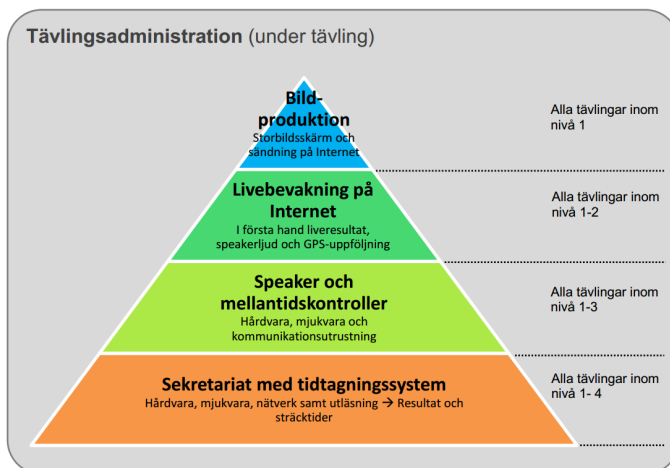 Tävlingsadministration (under tävling)
Bild-
produktion
Storbildsskärm och
sändning på Internet
Alla tävlingar inom
nivå 1
Livebevakning på
Internet
I första hand liveresultat,
speakerljud och GPS-uppföljning
Alla tävlingar inom
nivå 1-2
Speaker och
mellantidskontroller
Hårdvara, mjukvara och
kommunikationsutrustning
Alla tävlingar inom
nivå 1-3
Sekretariat med tidtagningssystem
Hårdvara, mjukvara, nätverk samt utläsning → Resultat och
sträcktider
Alla tävlingar inom
nivå 1- 4